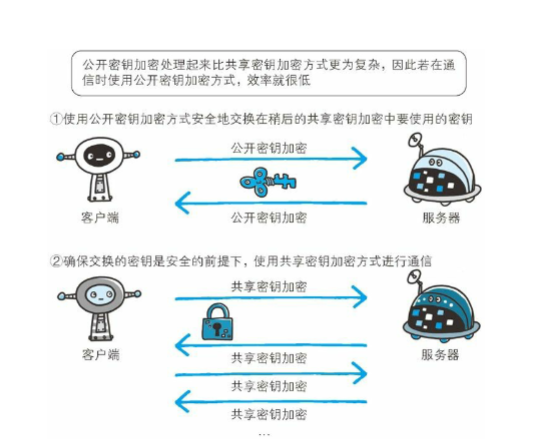 公开密钥加密处理起来比共享密钥加密方式更为复杂，因此若在通
信时使用公开密钥加密方式，效率就很低
①使用公开密钥加密方式安全地交换在稍后的共享密钥加密中要使用的密钥
公开密钥加密
公开密钥加密
客户端
服务器
②确保交换的密钥是安全的前提下，使用共享密钥加密方式进行通信
共享密钥加密
客户端
服务器
共享密钥加密
共享密钥加密
共享密钥加密
…